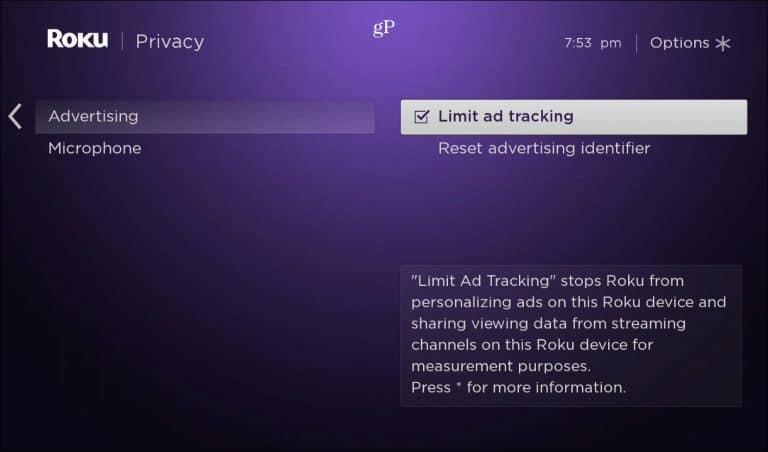 Roku | Privacy
gP
7:53 pm | Options *
Advertising
Limit ad tracking
Microphone
Reset advertising identifier
"Limit Ad Tracking" stops Roku from
personalizing ads on this Roku device and
sharing viewing data from streaming
channels on this Roku device for
measurement purposes.
Press * for more information.